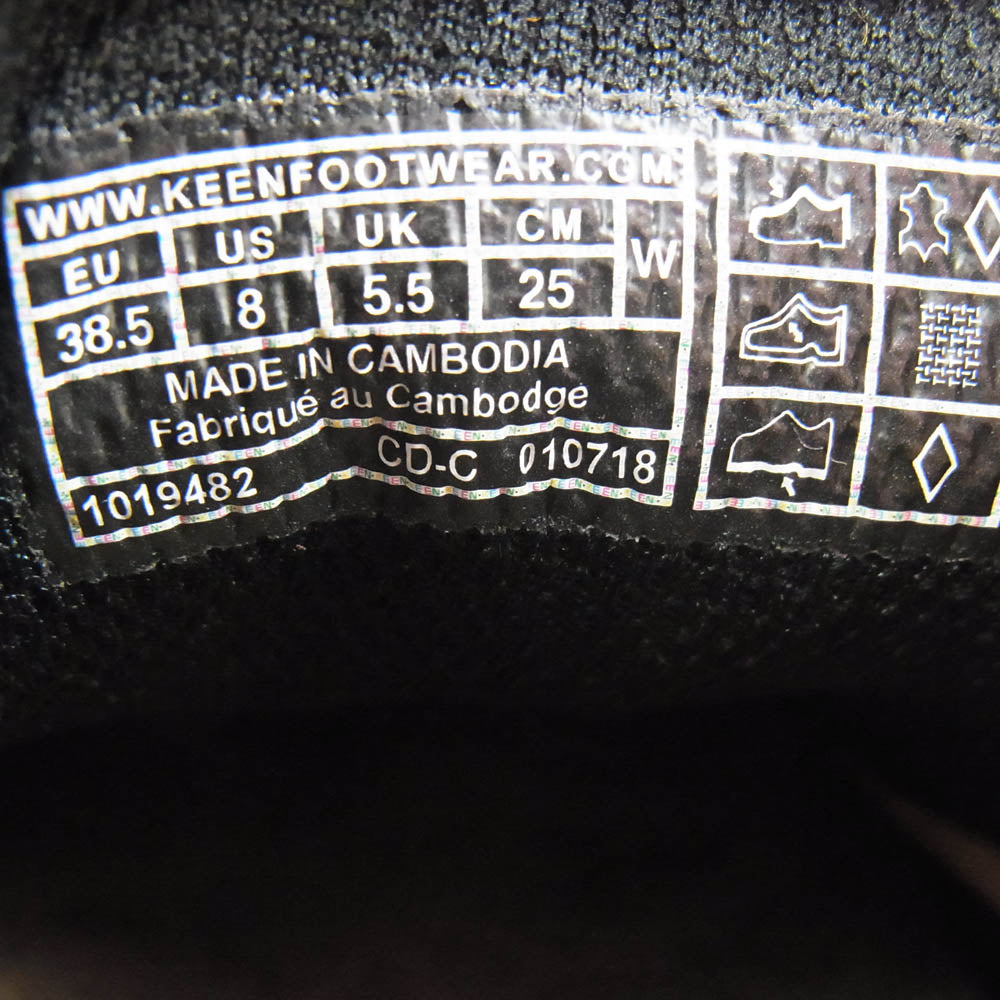 WWW.KEENFOOTWEAR.COM
EU US UK CM W
38.5 8 5.5 25
MADE IN CAMBODIA
Fabriqué au Cambodge
1019482 CD-C 010718